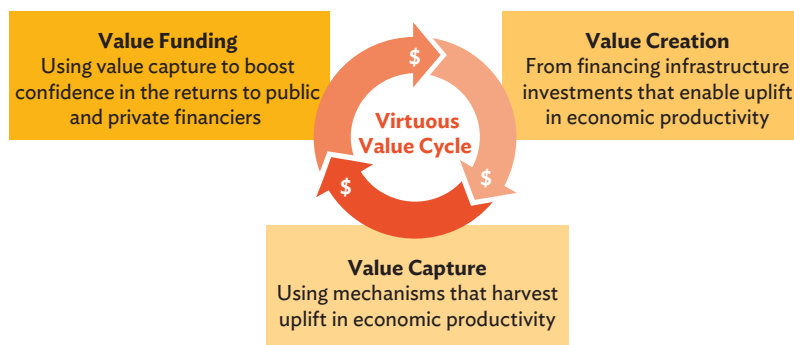 Value Funding
Using value capture to boost
confidence in the returns to public
and private financiers
$
Value Creation
From financing infrastructure
investments that enable uplift
in economic productivity
Virtuous
Value Cycle
$
$
Value Capture
Using mechanisms that harvest
uplift in economic productivity